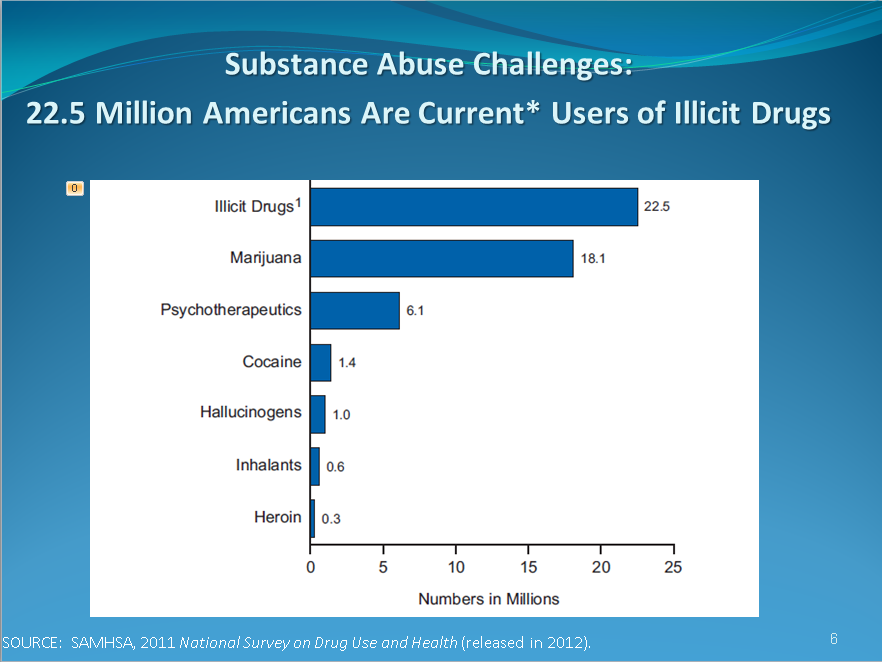 Substance Abuse Challenges:
22.5 Million Americans Are Current* Users of Illicit Drugs
0
Illicit Drugs¹ 22.5
Marijuana 18.1
Psychotherapeutics 6.1
Cocaine 1.4
Hallucinogens 1.0
Inhalants 0.6
Heroin 0.3
0 5 10 15 20 25
Numbers in Millions
SOURCE: SAMHSA, 2011 National Survey on Drug Use and Health (released in 2012).
6